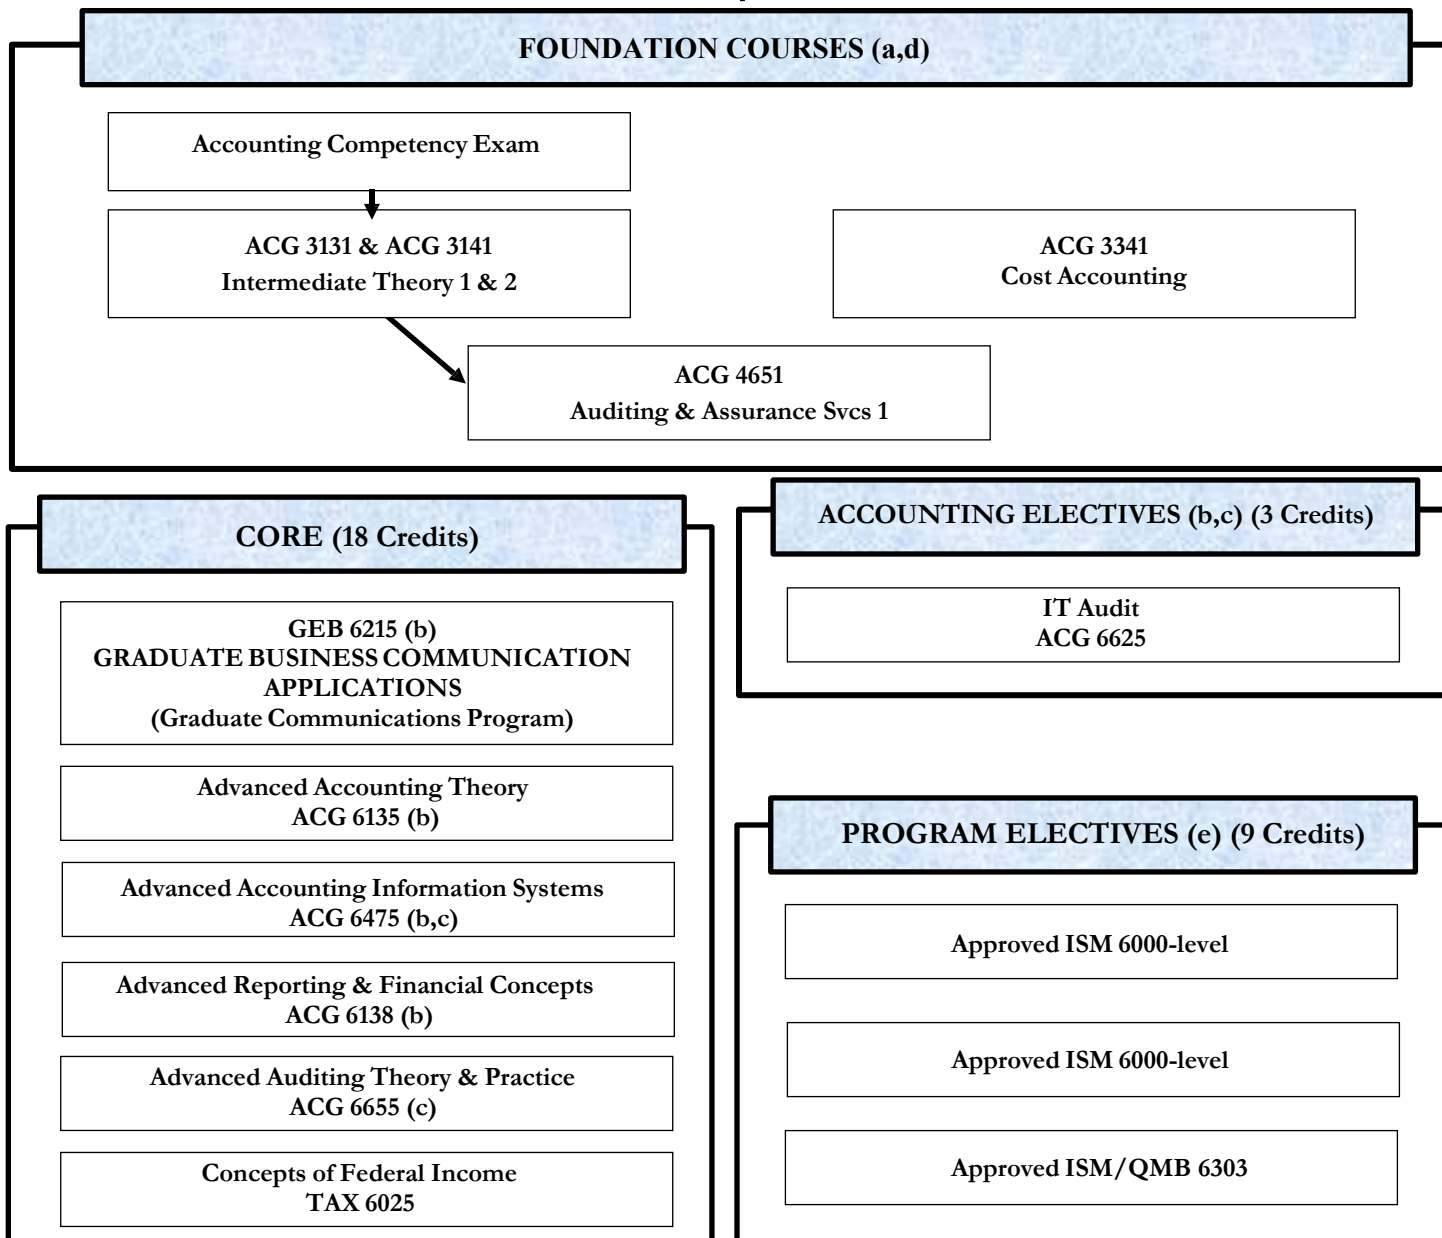 FOUNDATION COURSES (a,d)
Accounting Competency Exam
ACG 3131 & ACG 3141
Intermediate Theory 1 & 2
ACG 3341
Cost Accounting
ACG 4651
Auditing & Assurance Svcs 1
CORE (18 Credits)
GEB 6215 (b)
GRADUATE BUSINESS COMMUNICATION
APPLICATIONS
(Graduate Communications Program)
Advanced Accounting Theory
ACG 6135 (b)
Advanced Accounting Information Systems
ACG 6475 (b,c)
Advanced Reporting & Financial Concepts
ACG 6138 (b)
Advanced Auditing Theory & Practice
ACG 6655 (c)
Concepts of Federal Income
TAX 6025
ACCOUNTING ELECTIVES (b,c) (3 Credits)
IT Audit
ACG 6625
PROGRAM ELECTIVES (e) (9 Credits)
Approved ISM 6000-level
Approved ISM 6000-level
Approved ISM/QMB 6303